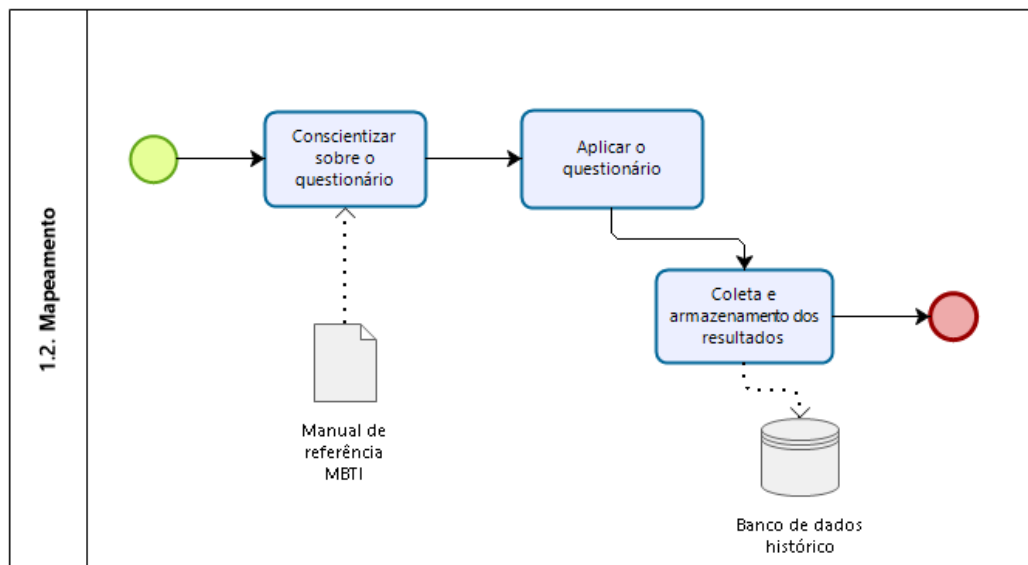 1.2. Mapeamento
Conscientizar
sobre o
questionário
Aplicar o
questionário
Coleta e
armazenamento dos
resultados
Manual de
referência
MBTI
Banco de dados
histórico